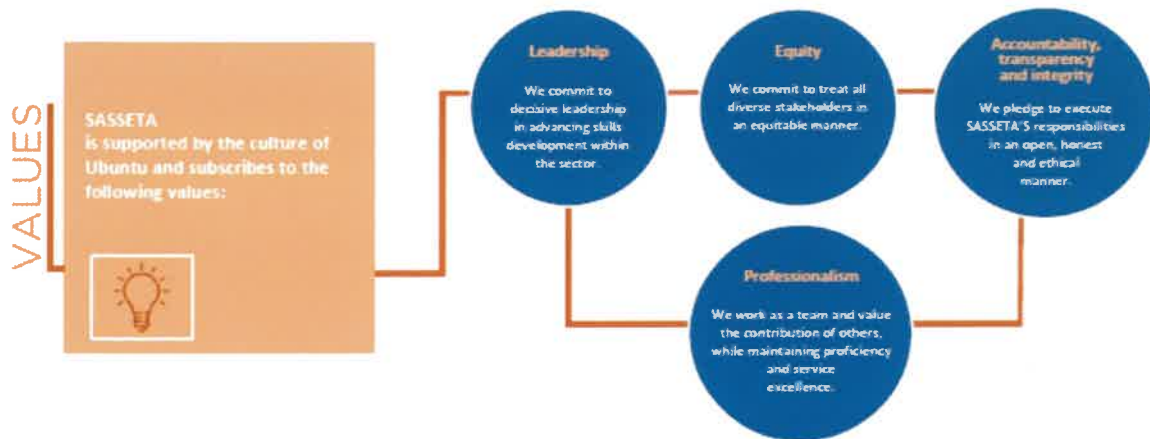 VALUES
SASSETA
is supported by the culture of
Ubuntu and subscribes to the
following values:
Leadership
We commit to
decisive leadership
in advancing skills
development within
the sector
Equity
We commit to treat all
diverse stakeholders in
an equitable manner.
Accountability,
transparency
and integrity
We pledge to execute
SASSETA'S responsibilities
in an open, honest
and ethical
manner.
Professionalism
We work as a team and value
the contribution of others,
while maintaining proficiency
and service
excellence.